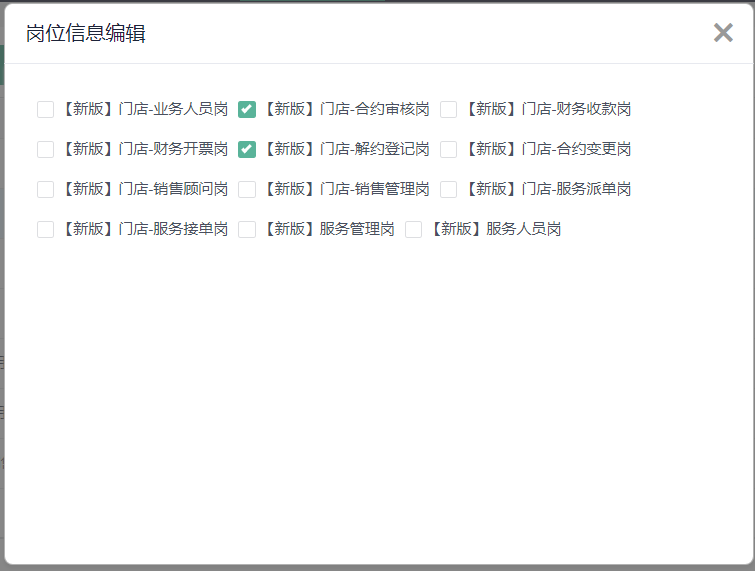 岗位信息编辑
【新版】门店-业务人员岗 【新版】门店-合约审核岗 【新版】门店-财务收款岗
【新版】门店-财务开票岗 【新版】门店-解约登记岗 【新版】门店-合约变更岗
【新版】门店-销售顾问岗 【新版】门店-销售管理岗 【新版】门店-服务派单岗
【新版】门店-服务接单岗 【新版】服务管理岗 【新版】服务人员岗